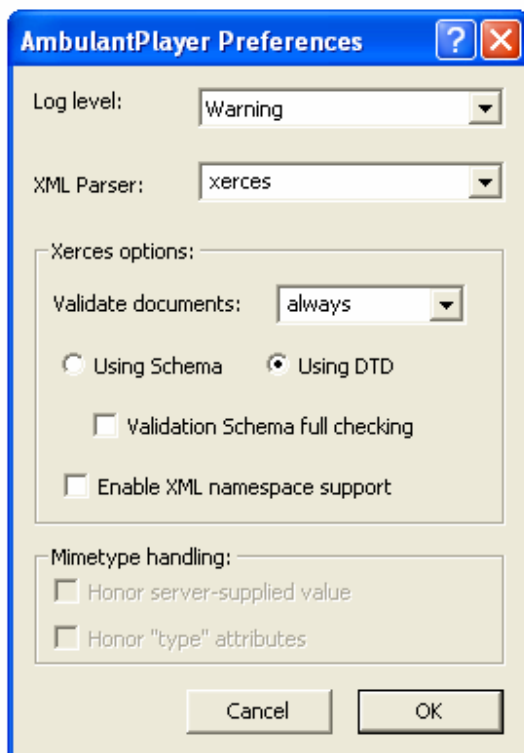 AmbulantPlayer Preferences
Log level: Warning
XML Parser: xerces
Xerces options:
Validate documents: always
Using Schema Using DTD
Validation Schema full checking
Enable XML namespace support
Mimetype handling:
Honor server-supplied value
Honor "type" attributes
Cancel OK